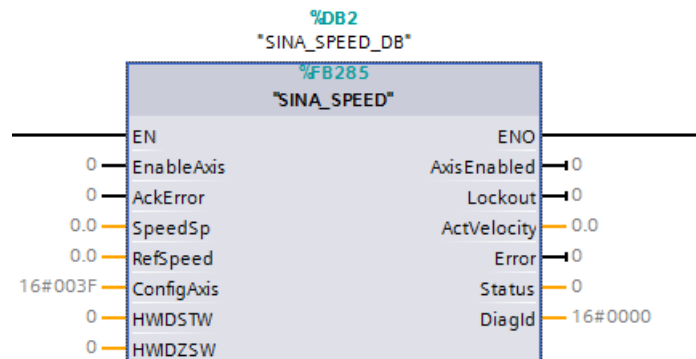 %DB2
"SINA_SPEED_DB"
%FB285
"SINA_SPEED"
EN ENO
0 EnableAxis AxisEnabled 0
0 AckError Lockout 0
0.0 SpeedSp ActVelocity 0.0
0.0 RefSpeed Error 0
16#003F ConfigAxis Status 0
0 HWIDSTW DiagId 16#0000
0 HWIDZSW